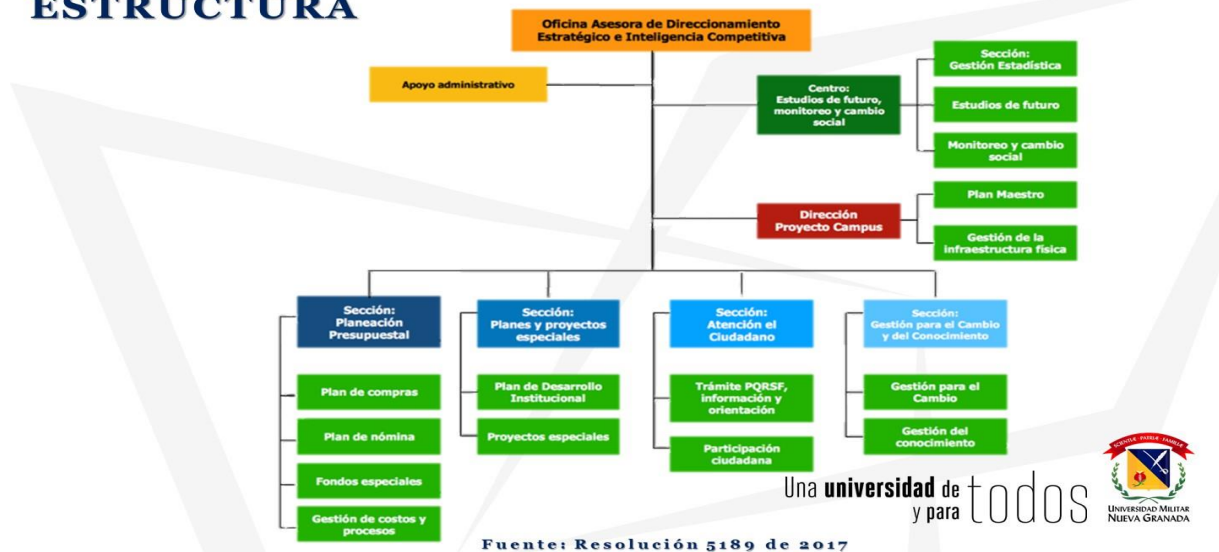 ESTRUCTURA
Oficina Asesora de Direccionamiento
Estratégico e Inteligencia Competitiva
Apoyo administrativo
Centro:
Estudios de futuro,
monitoreo y cambio
social
Sección:
Gestión Estadística
Estudios de futuro
Monitoreo y cambio
social
Dirección
Proyecto Campus
Plan Maestro
Gestión de la
infraestructura física
Sección:
Planeación
Presupuestal
Plan de compras
Plan de nómina
Fondos especiales
Gestión de costos y
procesos
Sección:
Planes y proyectos
especiales
Plan de Desarrollo
Institucional
Proyectos especiales
Sección:
Atención el
Ciudadano
Trámite PQRSF,
información y
orientación
Participación
ciudadana
Sección:
Gestión para el Cambio
y del Conocimiento
Gestión para el
Cambio
Gestión del
conocimiento
Una universidad de
y para todos
SCIENTIÆ · PATRIÆ · FAMILIÆ
UNIVERSIDAD MILITAR
NUEVA GRANADA
Fuente: Resolución 5189 de 2017